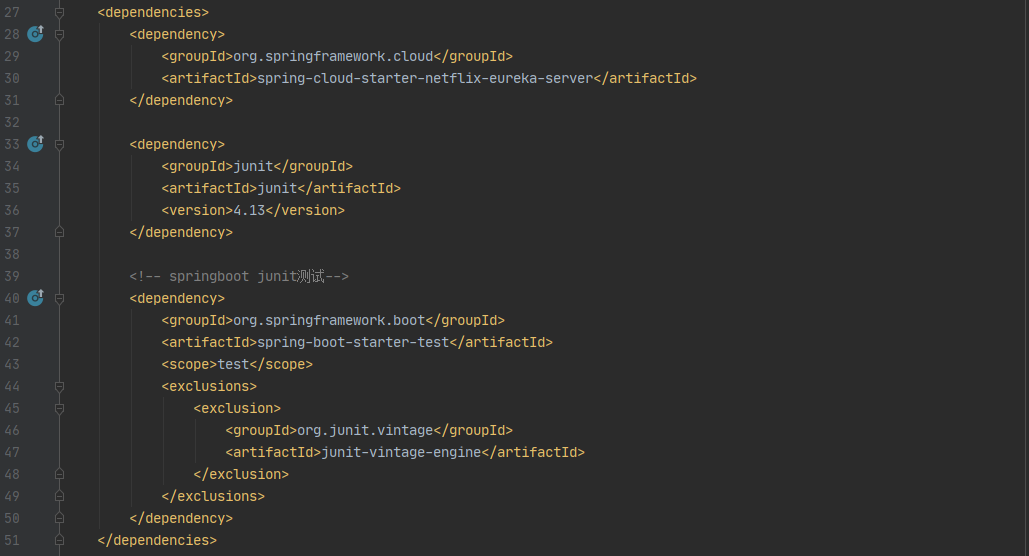 27 <dependencies>
28 <dependency>
29 <groupId>org.springframework.cloud</groupId>
30 <artifactId>spring-cloud-starter-netflix-eureka-server</artifactId>
31 </dependency>
32
33 <dependency>
34 <groupId>junit</groupId>
35 <artifactId>junit</artifactId>
36 <version>4.13</version>
37 </dependency>
38
39 <!-- springboot junit测试-->
40 <dependency>
41 <groupId>org.springframework.boot</groupId>
42 <artifactId>spring-boot-starter-test</artifactId>
43 <scope>test</scope>
44 <exclusions>
45 <exclusion>
46 <groupId>org.junit.vintage</groupId>
47 <artifactId>junit-vintage-engine</artifactId>
48 </exclusion>
49 </exclusions>
50 </dependency>
51 </dependencies>